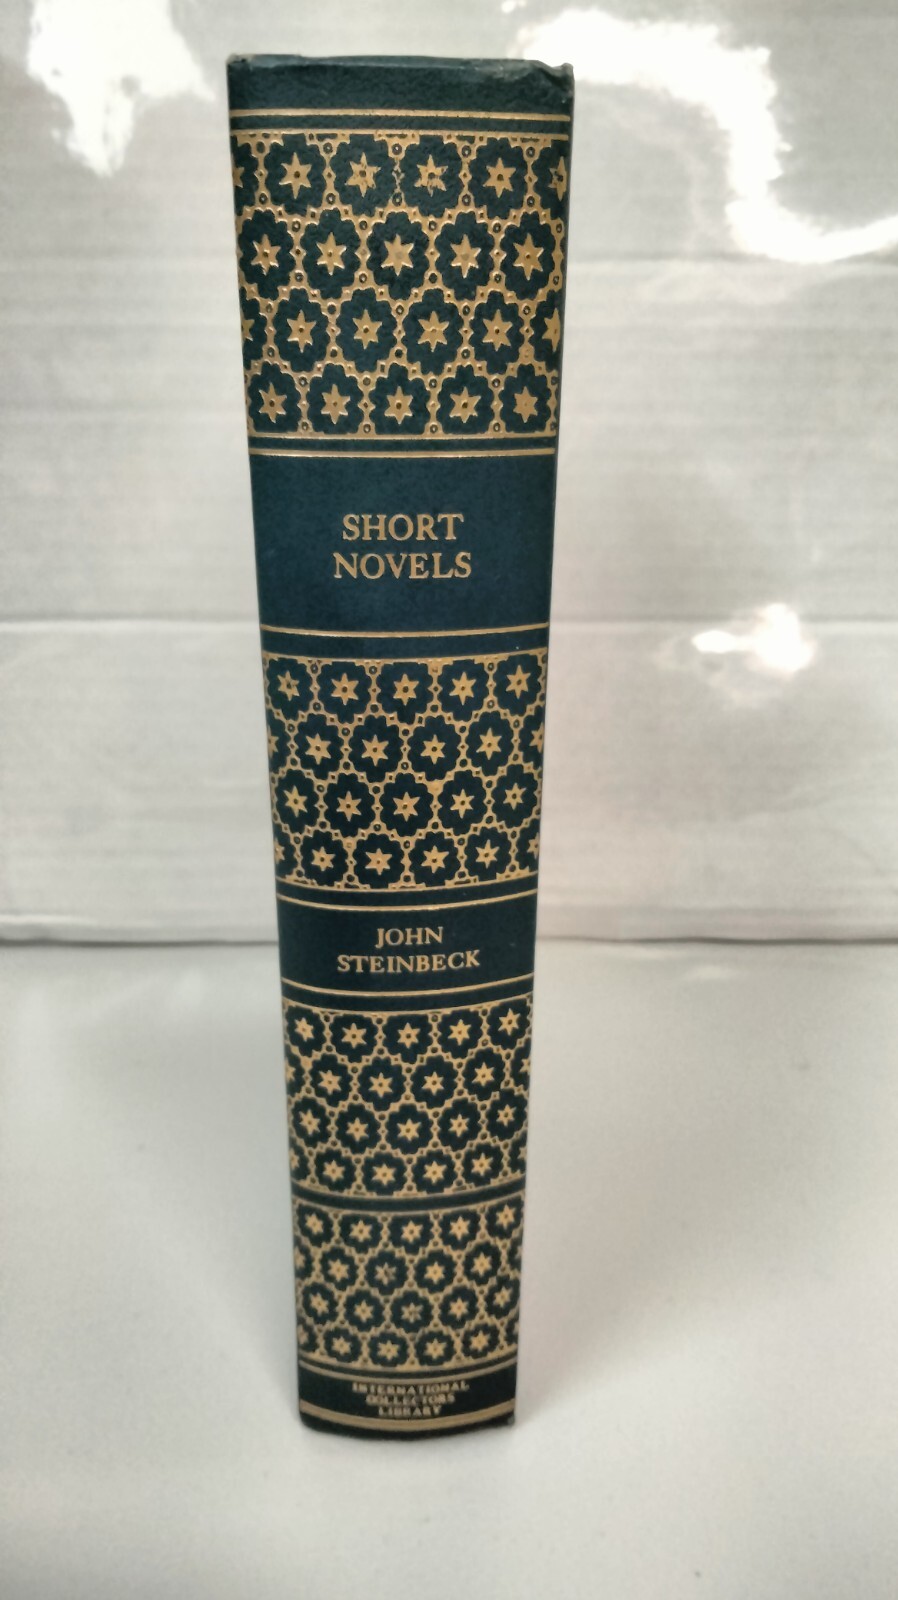 SHORT
NOVELS
JOHN
STEINBECK
INTERNATIONAL
COLLECTORS
LIBRARY